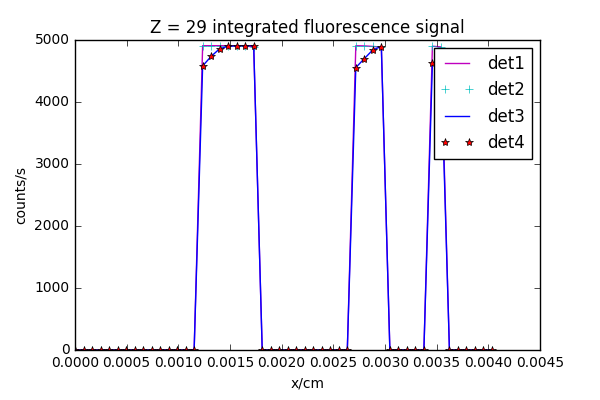 Z = 29 integrated fluorescence signal
5000
4000
3000
2000
1000
0
counts/s
det1
det2
det3
det4
0.0000 0.0005 0.0010 0.0015 0.0020 0.0025 0.0030 0.0035 0.0040 0.0045
x/cm